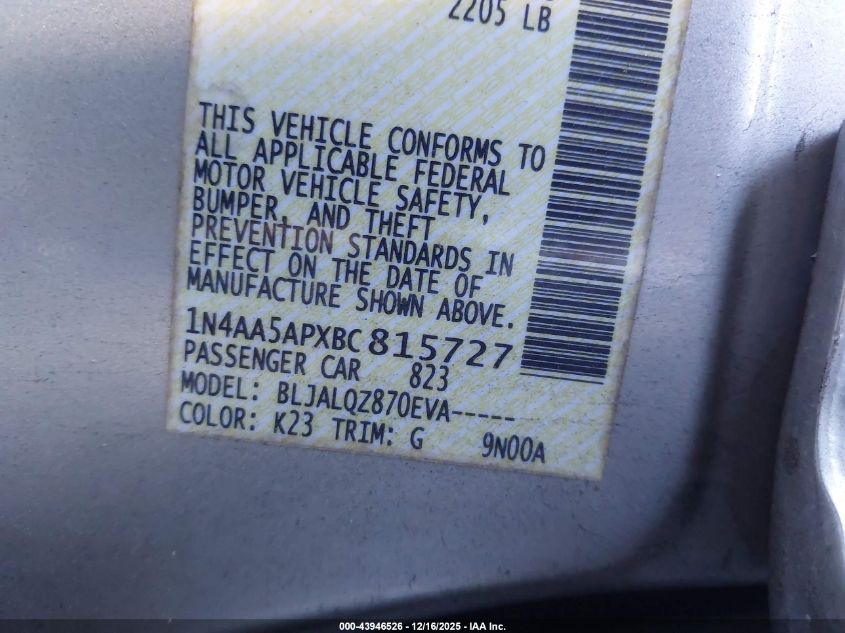 2205 LB
THIS VEHICLE CONFORMS TO
ALL APPLICABLE FEDERAL
MOTOR VEHICLE SAFETY,
BUMPER, AND THEFT
PREVENTION STANDARDS IN
EFFECT ON THE DATE OF
MANUFACTURE SHOWN ABOVE.
1N4AA5APXBC815727
PASSENGER CAR 823
MODEL: BLJALQZ870EVA-----
COLOR: K23 TRIM: G 9N00A
000-43946526 - 12/16/2025 - IAA Inc.